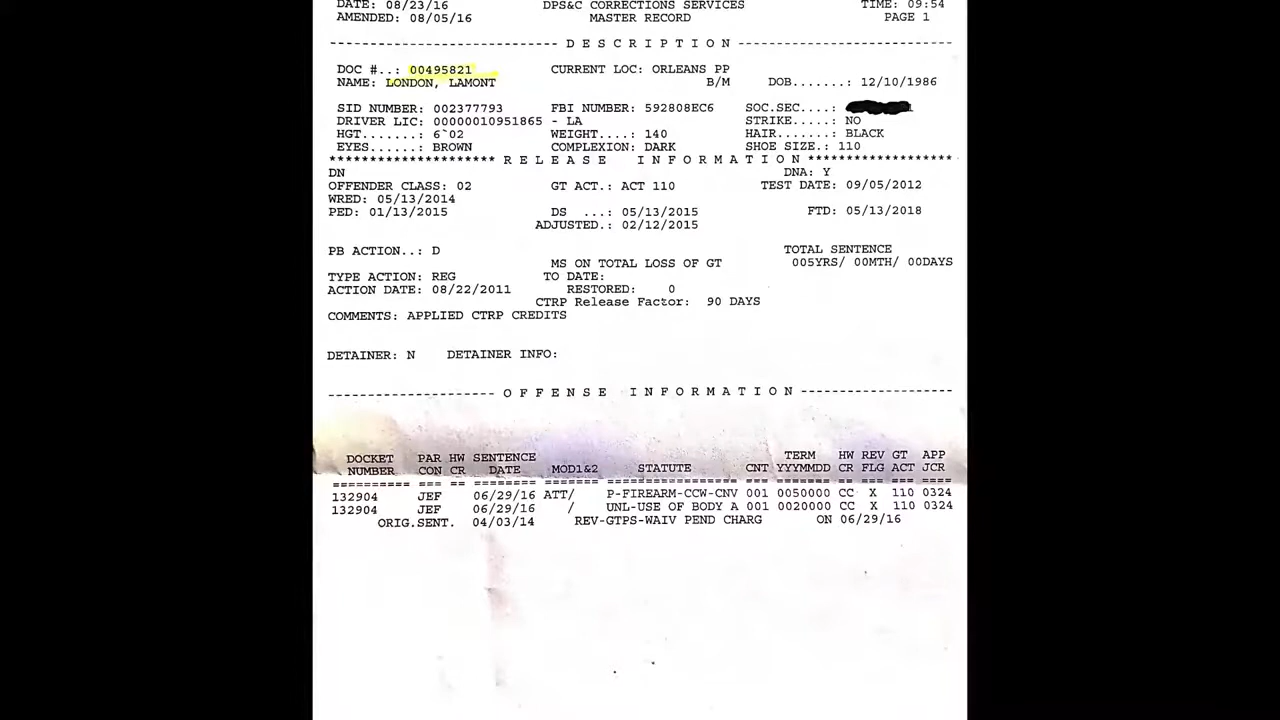 DATE: 08/23/16 DPS&C CORRECTIONS SERVICES TIME: 09:54
AMENDED: 08/05/16 MASTER RECORD PAGE 1
----------------------------- D E S C R I P T I O N ---------------------------
DOC #..: 00495821 CURRENT LOC: ORLEANS PP
NAME: LONDON, LAMONT B/M DOB.......: 12/10/1986
SID NUMBER: 002377793 FBI NUMBER: 592808EC6 SOC.SEC....: 1
DRIVER LIC: 00000010951865 - LA STRIKE.....: NO
HGT.......: 6`02 WEIGHT....: 140 HAIR.......: BLACK
EYES......: BROWN COMPLEXION: DARK SHOE SIZE.: 110
********************* R E L E A S E I N F O R M A T I O N ******************
DN DNA: Y
OFFENDER CLASS: 02 GT ACT.: ACT 110 TEST DATE: 09/05/2012
WRED: 05/13/2014
PED: 01/13/2015 DS ...: 05/13/2015 FTD: 05/13/2018
ADJUSTED.: 02/12/2015
PB ACTION..: D TOTAL SENTENCE
MS ON TOTAL LOSS OF GT 005YRS/ 00MTH/ 00DAYS
TYPE ACTION: REG TO DATE:
ACTION DATE: 08/22/2011 RESTORED: 0
CTRP Release Factor: 90 DAYS
COMMENTS: APPLIED CTRP CREDITS
DETAINER: N DETAINER INFO:
--------------------- O F F E N S E I N F O R M A T I O N -------------------
DOCKET PAR HW SENTENCE TERM HW REV GT APP
NUMBER CON CR DATE MOD1&2 STATUTE CNT YYYMMDD CR FLG ACT JCR
========== === == ======== ======= ================= === ======= == === === ====
132904 JEF 06/29/16 ATT/ P-FIREARM-CCW-CNV 001 0050000 CC X 110 0324
132904 JEF 06/29/16 / UNL-USE OF BODY A 001 0020000 CC X 110 0324
ORIG.SENT. 04/03/14 REV-GTPS-WAIV PEND CHARG ON 06/29/16